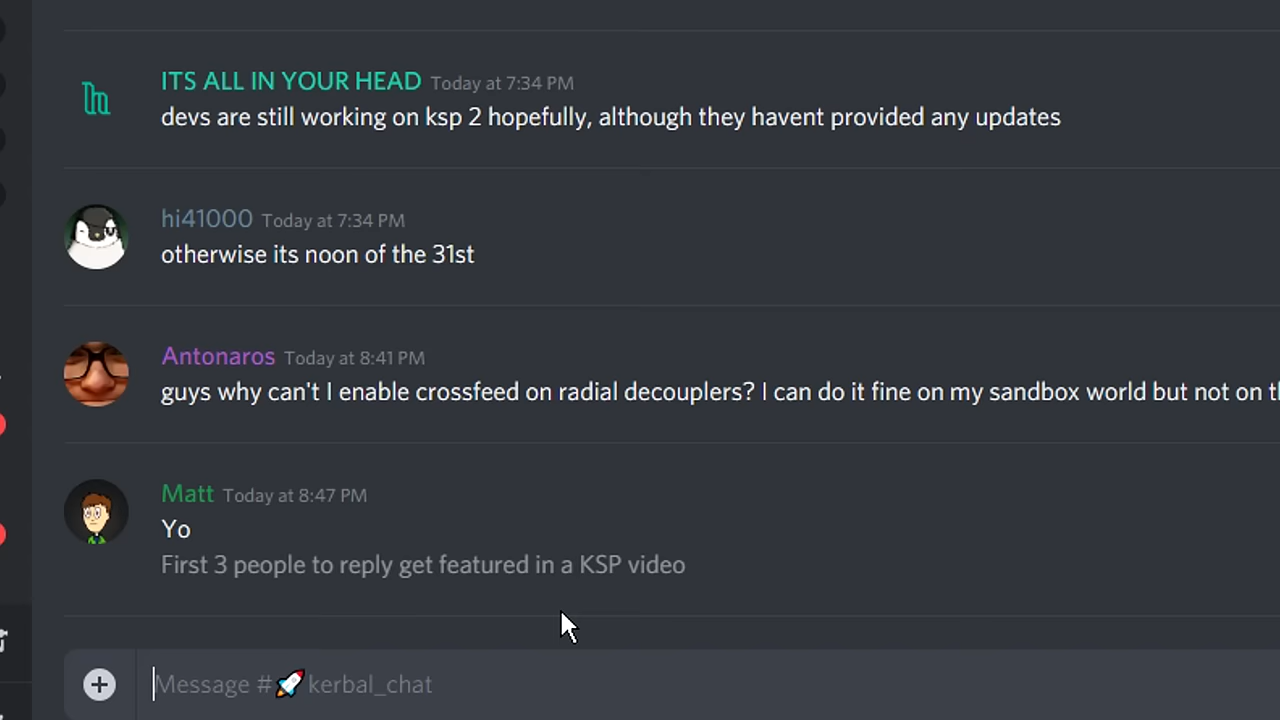 ITS ALL IN YOUR HEAD Today at 7:34 PM
devs are still working on ksp 2 hopefully, although they havent provided any updates
hi41000 Today at 7:34 PM
otherwise its noon of the 31st
Antonaros Today at 8:41 PM
guys why can't I enable crossfeed on radial decouplers? I can do it fine on my sandbox world but not on
Matt Today at 8:47 PM
Yo
First 3 people to reply get featured in a KSP video
Message #🚀kerbal_chat